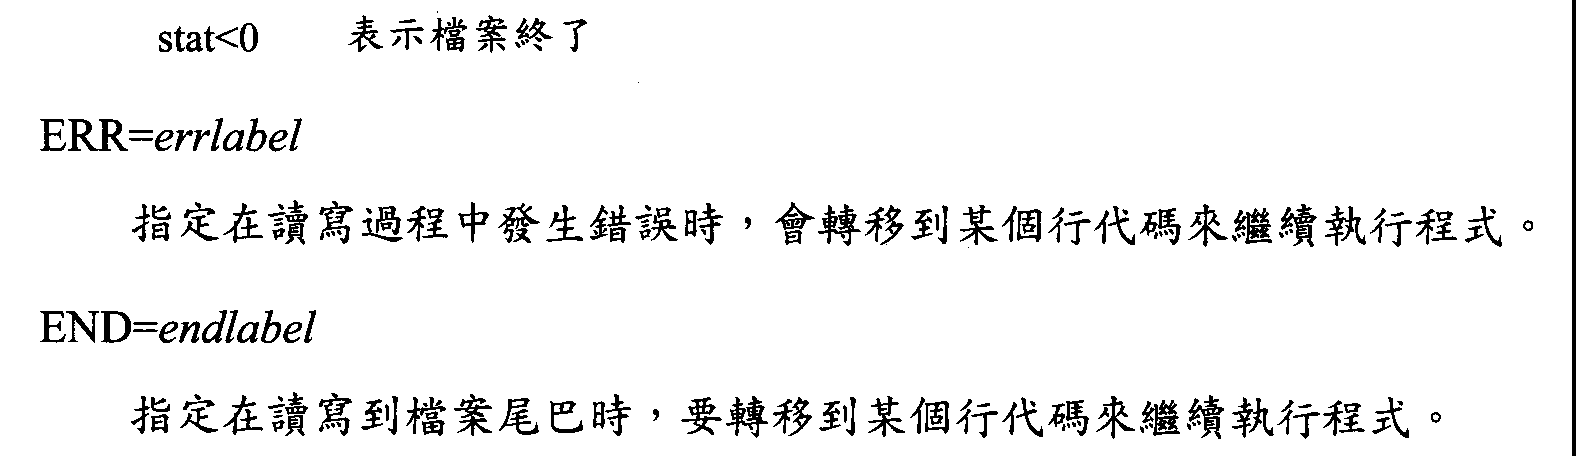 stat<0 表示檔案終了
ERR=errlabel
指定在讀寫過程中發生錯誤時，會轉移到某個行代碼來繼續執行程式。
END=endlabel
指定在讀寫到檔案尾巴時，要轉移到某個行代碼來繼續執行程式。